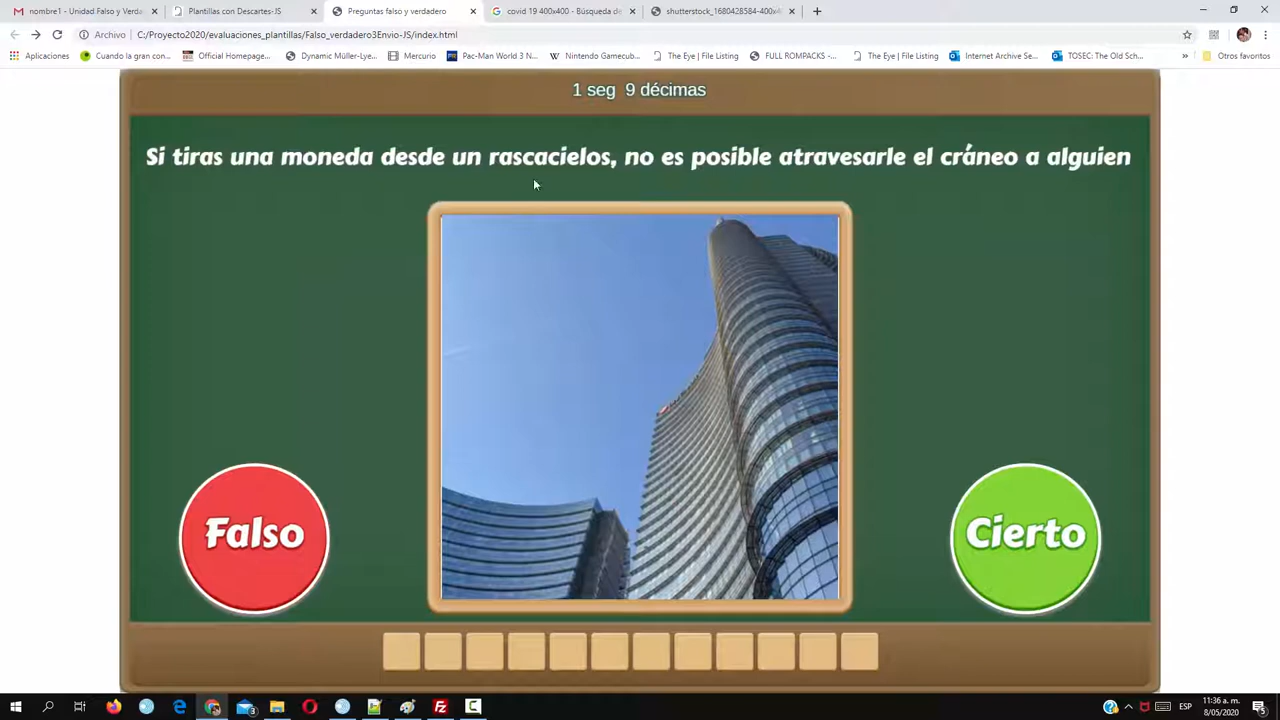 nombre1 - Unidad.Falso y Verda
Plantillas con Descartes-JS
Preguntas falso y verdadero
covid 19 400x400 - Búsqueda de
shutterstock_1680428584-400x4
Archivo
C:/Proyecto2020/evaluaciones_plantillas/Falso_verdadero3Envio-JS/index.html
Aplicaciones
Cuando la gran con...
Official Homepage...
Dynamic Müller-Lye...
Mercurio
Pac-Man World 3 N...
Nintendo Gamecub...
The Eye | File Listing
FULL ROMPACKS -...
The Eye | File Listing
Internet Archive Se...
TOSEC: The Old Sch...
Otros favoritos
1 seg 9 décimas
Si tiras una moneda desde un rascacielos, no es posible atravesarle el cráneo a alguien
Falso
Cierto
ESP
11:36 a. m.
8/05/2020